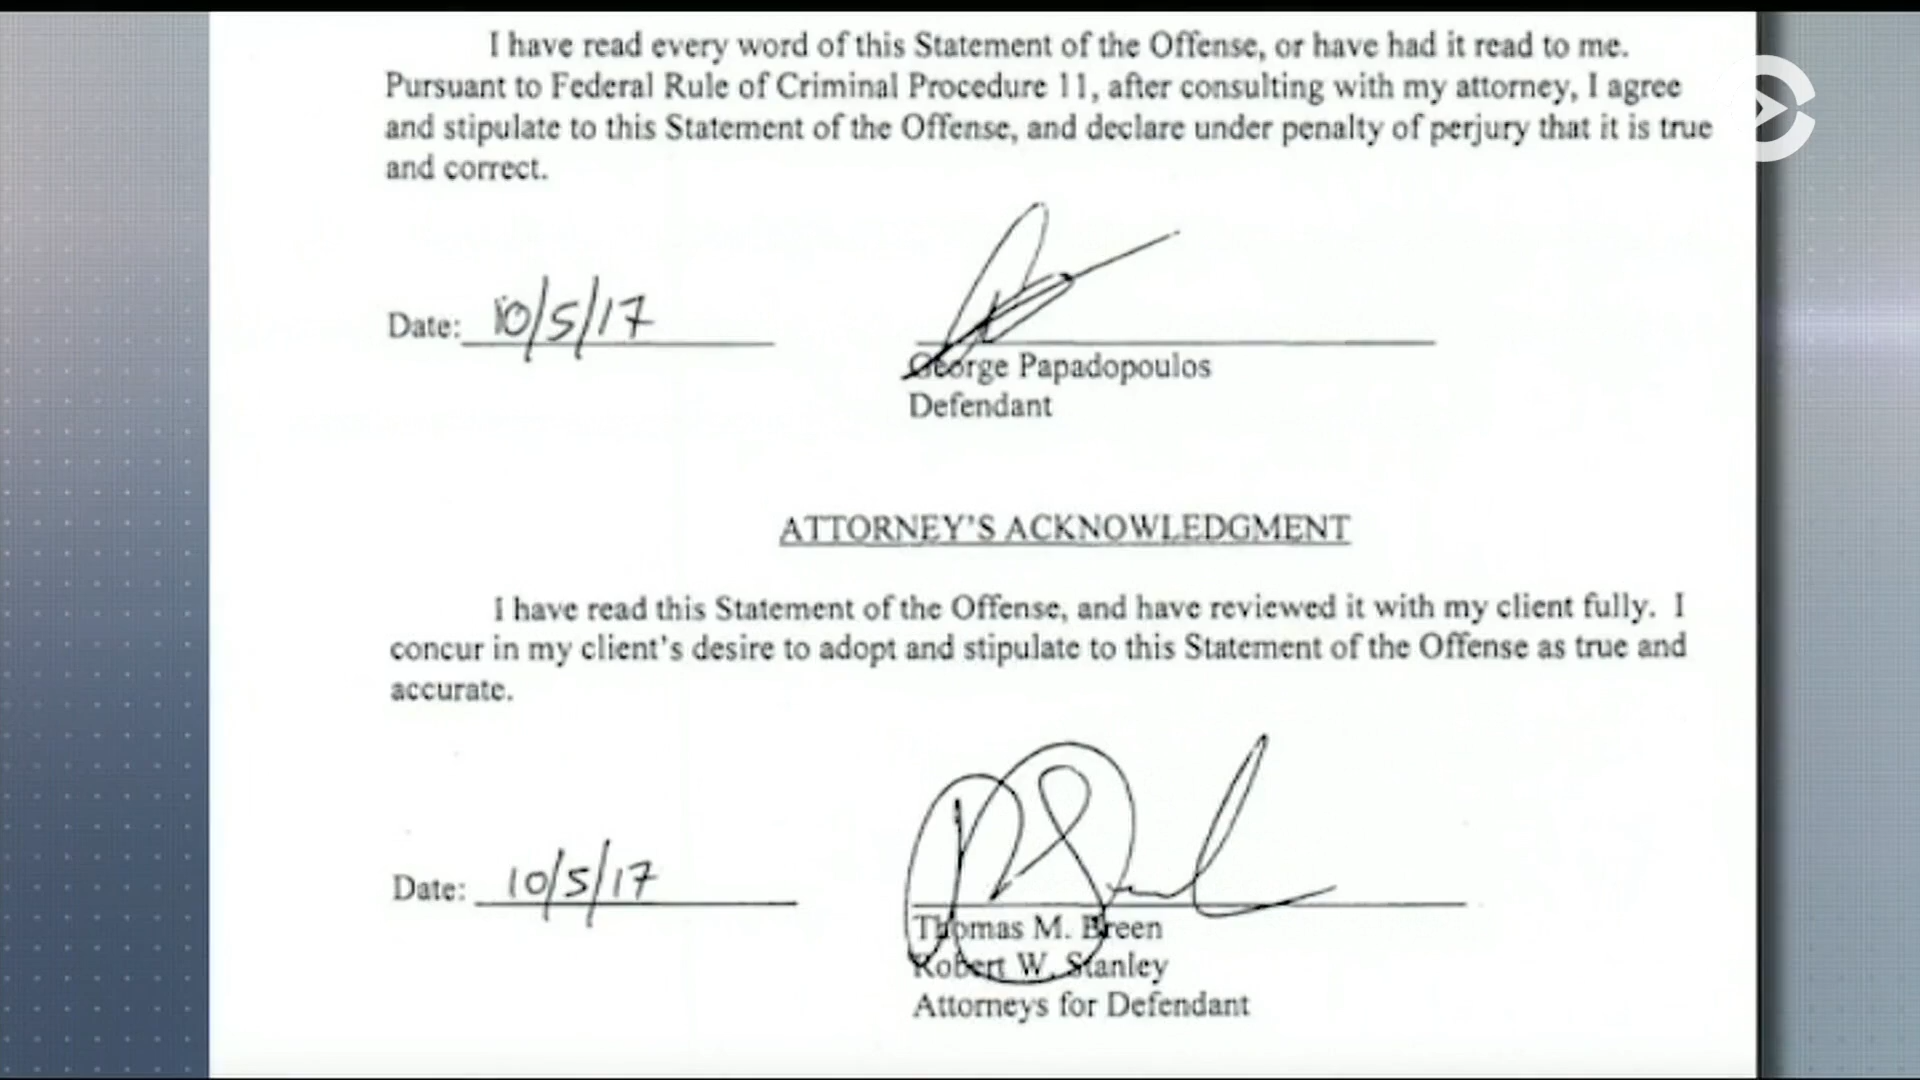 I have read every word of this Statement of the Offense, or have had it read to me.
Pursuant to Federal Rule of Criminal Procedure 11, after consulting with my attorney, I agree
and stipulate to this Statement of the Offense, and declare under penalty of perjury that it is true
and correct.
Date: 10/5/17
George Papadopoulos
Defendant
ATTORNEY'S ACKNOWLEDGMENT
I have read this Statement of the Offense, and have reviewed it with my client fully. I
concur in my client's desire to adopt and stipulate to this Statement of the Offense as true and
accurate.
Date: 10/5/17
Thomas M. Breen
Robert W. Stanley
Attorneys for Defendant